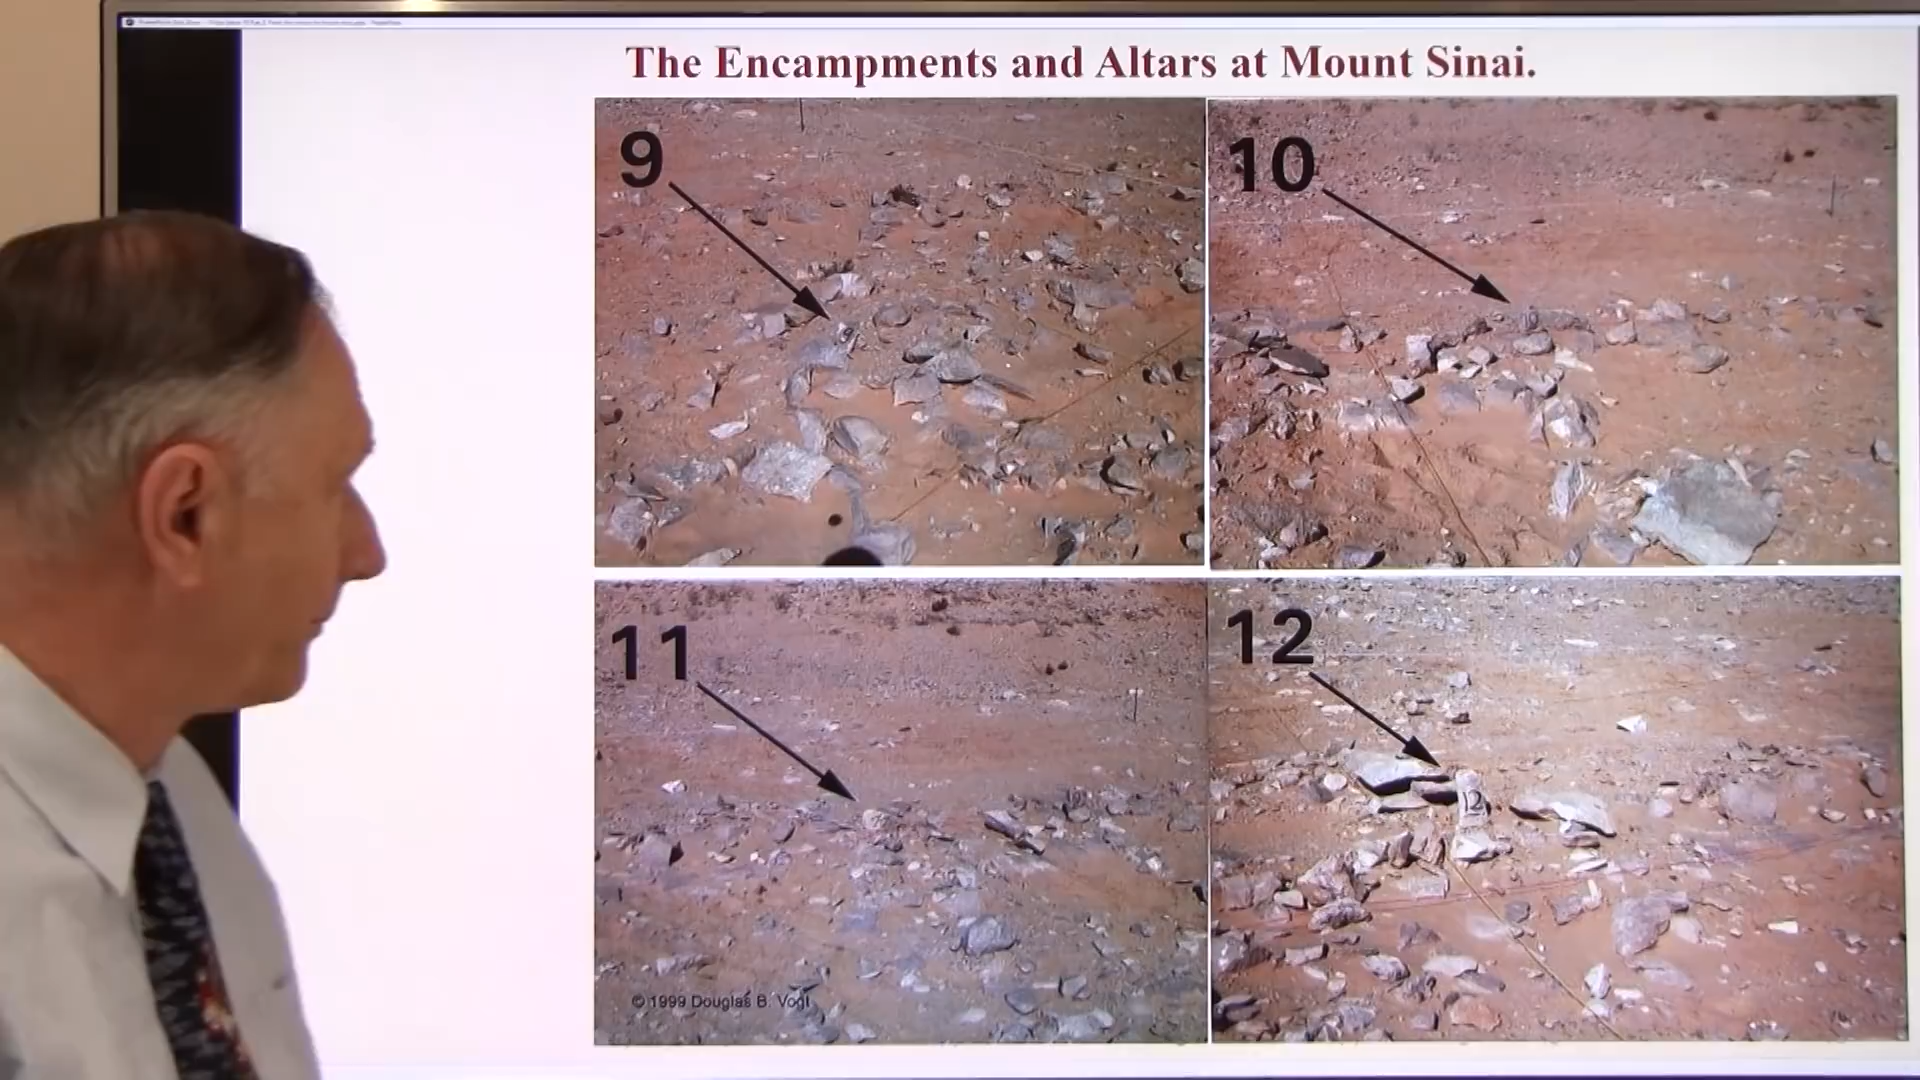 The Encampments and Altars at Mount Sinai.
9
10
11
12
12
© 1999 Douglas B. Vogt